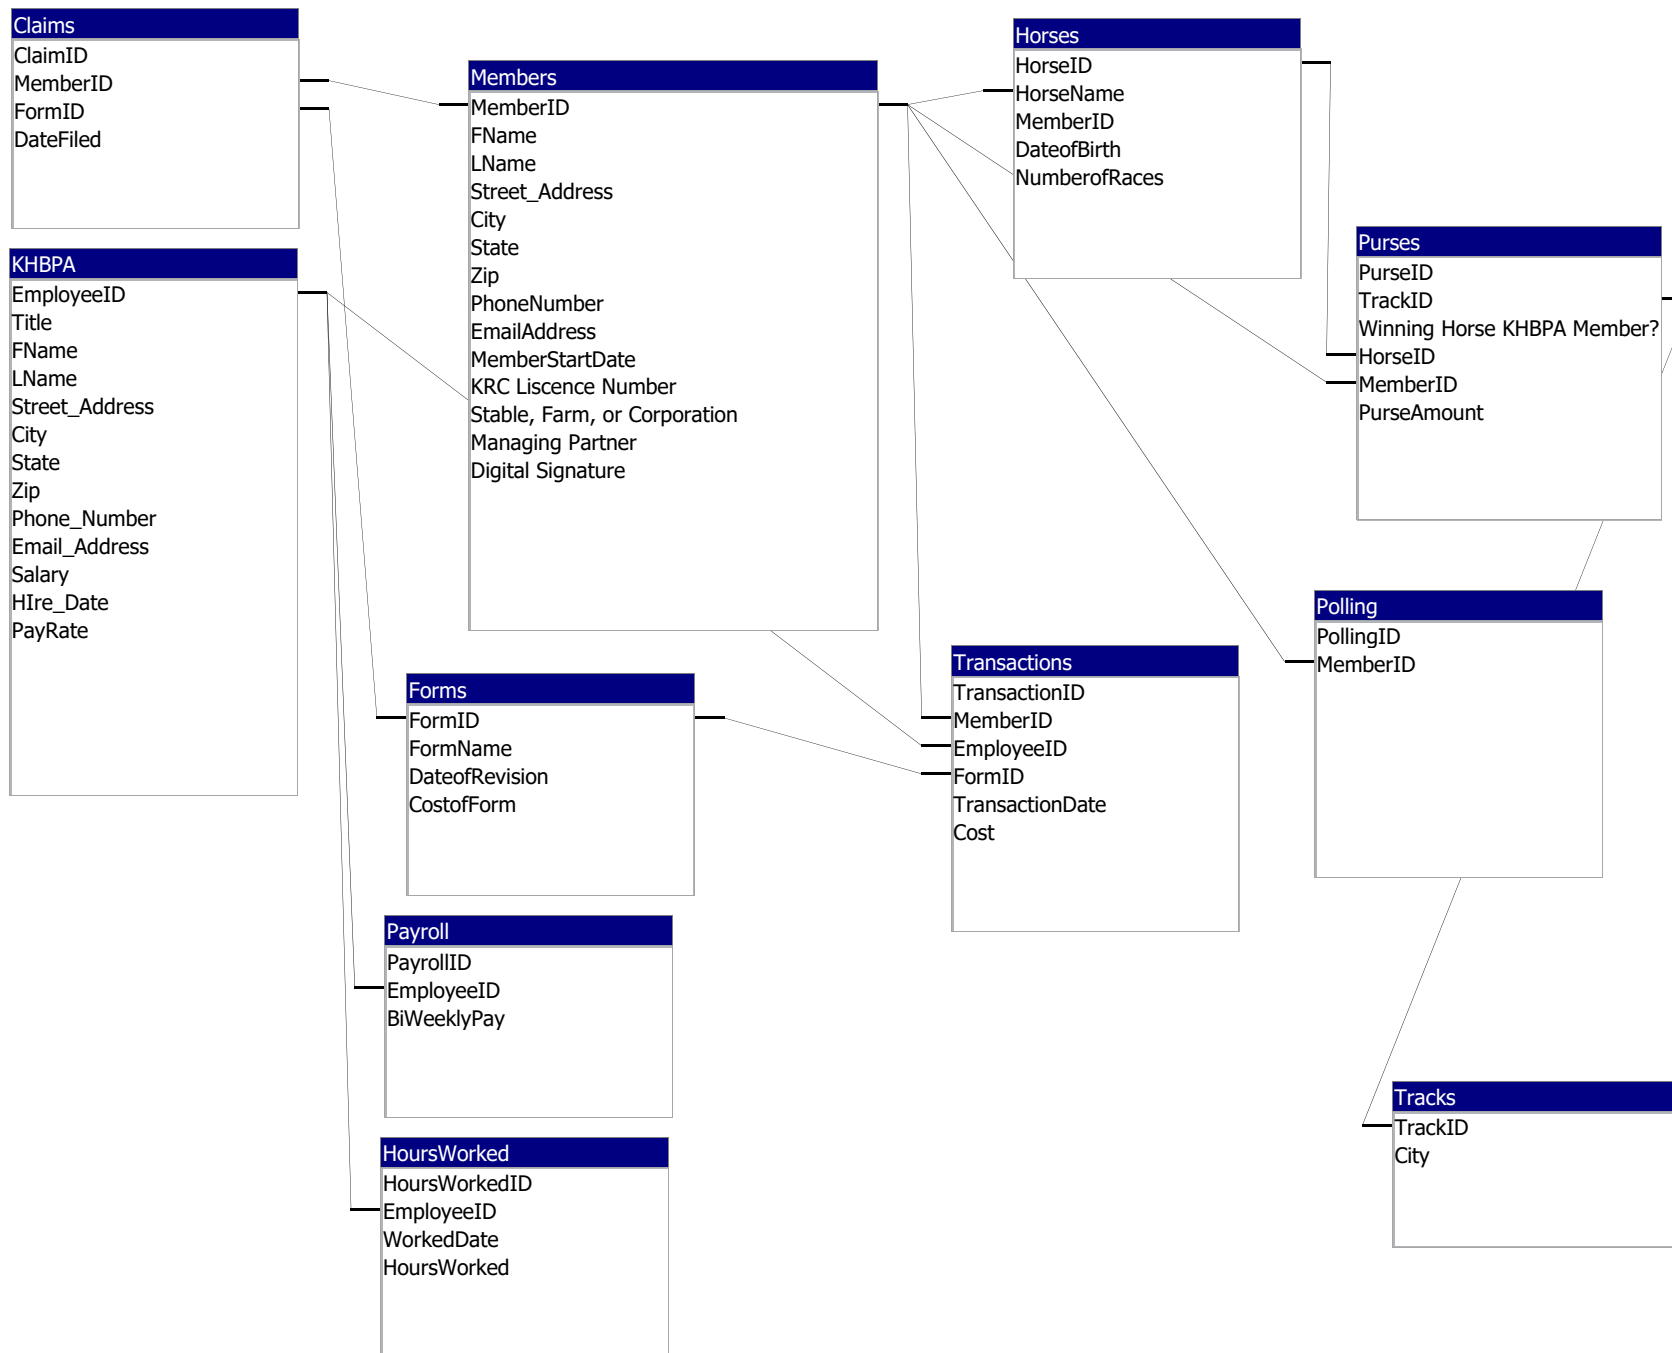 Claims
ClaimID
MemberID
FormID
DateFiled
KHBPA
EmployeeID
Title
FName
LName
Street_Address
City
State
Zip
Phone_Number
Email_Address
Salary
HIre_Date
PayRate
Members
MemberID
FName
LName
Street_Address
City
State
Zip
PhoneNumber
EmailAddress
MemberStartDate
KRC Liscence Number
Stable, Farm, or Corporation
Managing Partner
Digital Signature
Forms
FormID
FormName
DateofRevision
CostofForm
Payroll
PayrollID
EmployeeID
BiWeeklyPay
HoursWorked
HoursWorkedID
EmployeeID
WorkedDate
HoursWorked
Horses
HorseID
HorseName
MemberID
DateofBirth
NumberofRaces
Transactions
TransactionID
MemberID
EmployeeID
FormID
TransactionDate
Cost
Purses
PurseID
TrackID
Winning Horse KHBPA Member?
HorseID
MemberID
PurseAmount
Polling
PollingID
MemberID
Tracks
TrackID
City